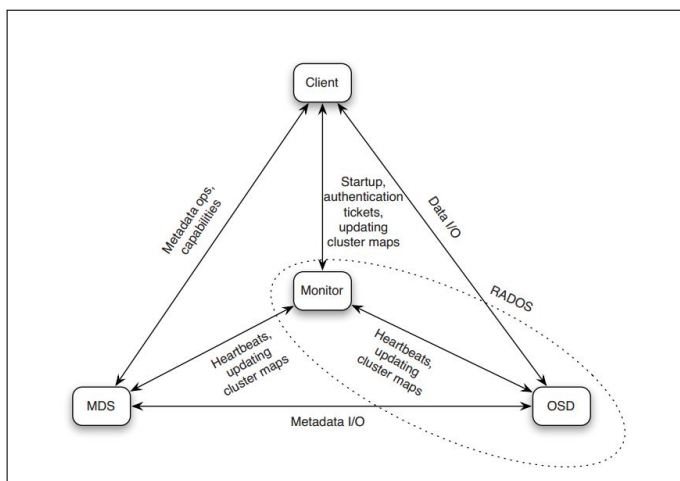 Client
Metadata ops,
capabilities
Startup,
authentication
tickets,
updating
cluster maps
Data I/O
Monitor
RADOS
Heartbeats,
updating
cluster maps
Heartbeats,
updating
cluster maps
MDS
OSD
Metadata I/O